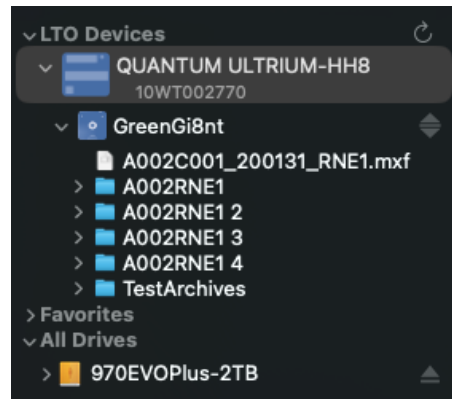 LTO Devices
QUANTUM ULTRIUM-HH8
10WT002770
GreenGi8nt
A002C001_200131_RNE1.mxf
A002RNE1
A002RNE1 2
A002RNE1 3
A002RNE1 4
TestArchives
Favorites
All Drives
970EVOPlus-2TB